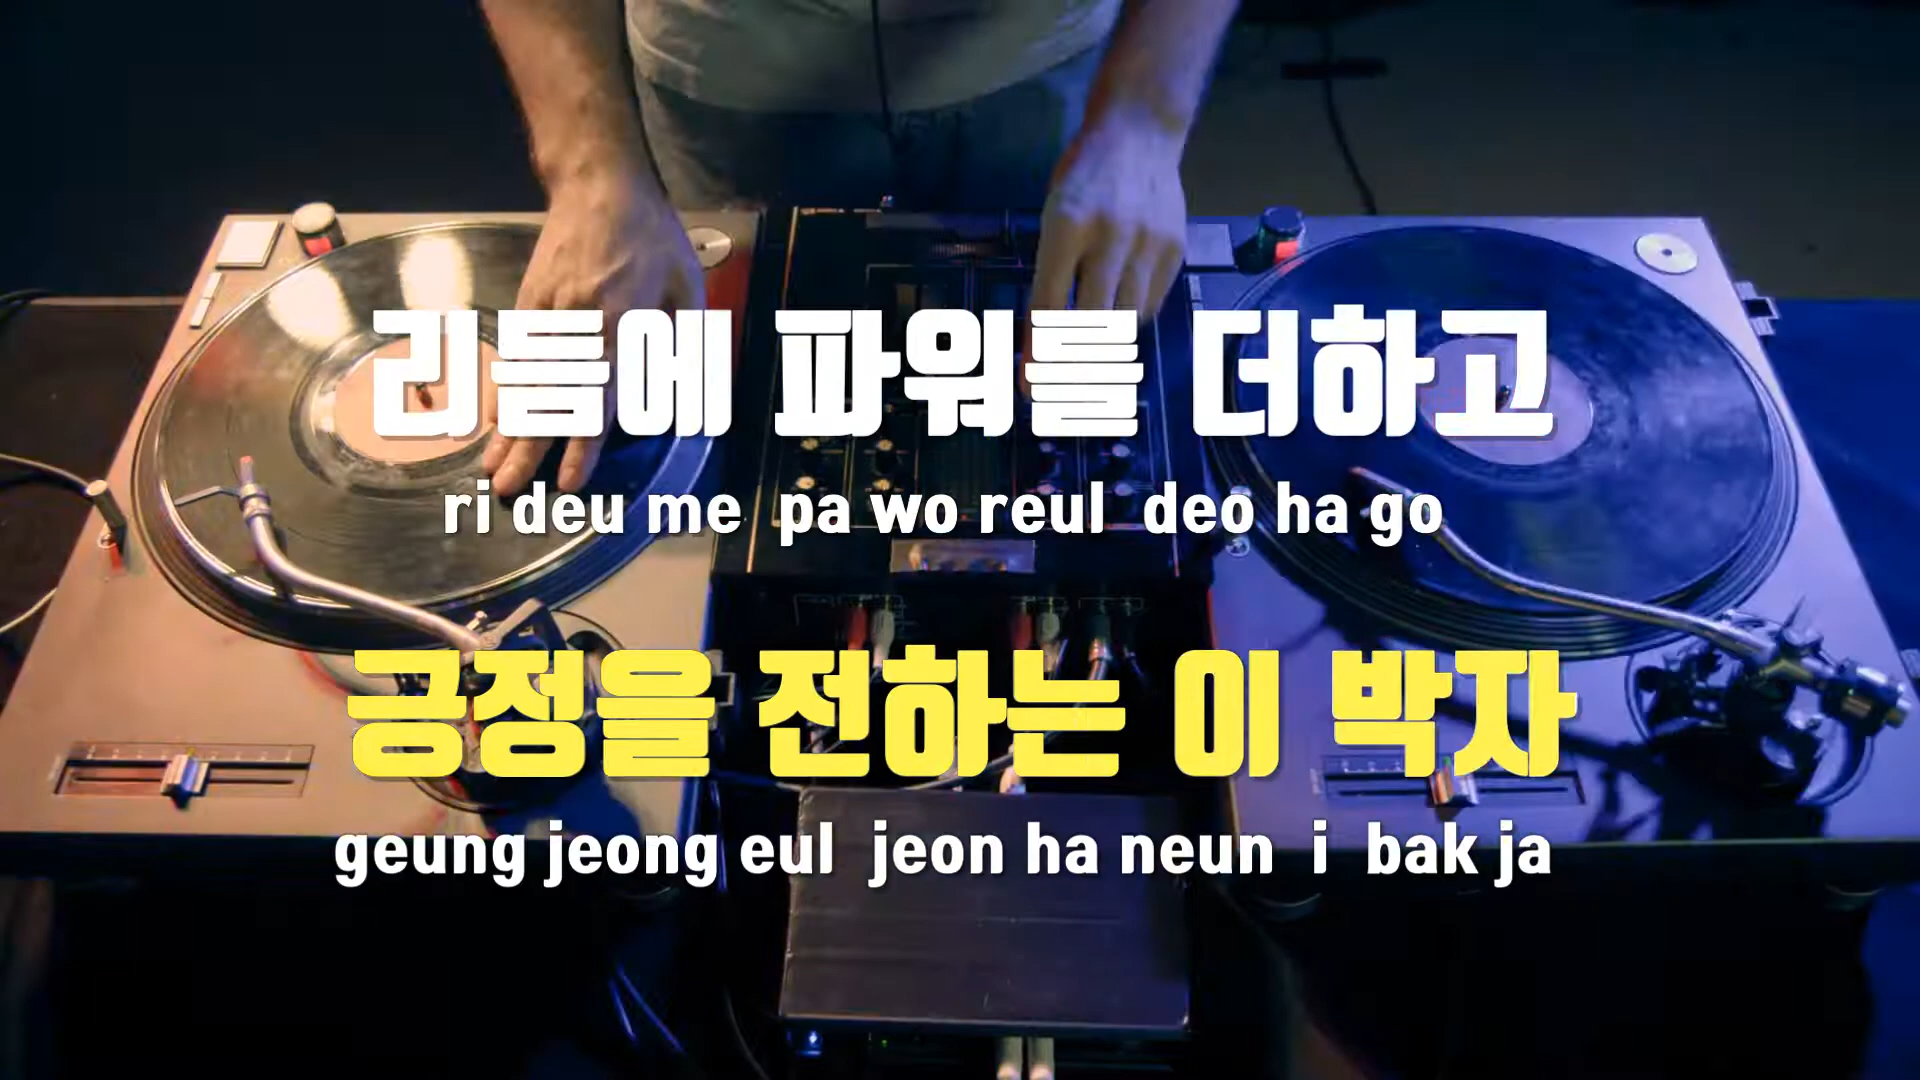 리듬에 파워를 더하고
ri deu me pa wo reul deo ha go
긍정을 전하는 이 박자
geung jeong eul jeon ha neun i bak ja